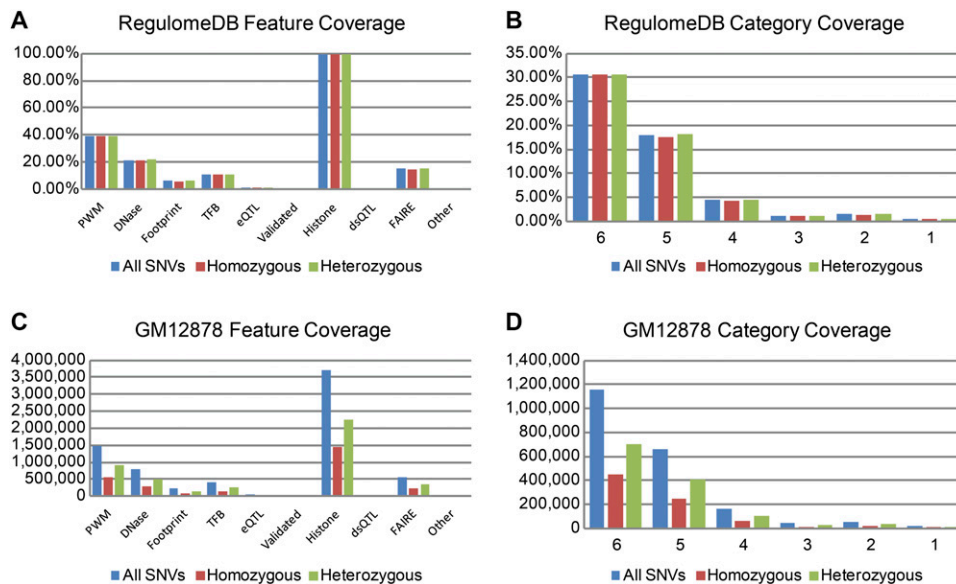 A
RegulomeDB Feature Coverage
100.00%
80.00%
60.00%
40.00%
20.00%
0.00%
PWM
DNase
Footprint
TFB
eQTL
Validated
Histone
dsQTL
FAIRE
Other
All SNVs Homozygous Heterozygous
B
RegulomeDB Category Coverage
35.00%
30.00%
25.00%
20.00%
15.00%
10.00%
5.00%
0.00%
6 5 4 3 2 1
All SNVs Homozygous Heterozygous
C
GM12878 Feature Coverage
4,000,000
3,500,000
3,000,000
2,500,000
2,000,000
1,500,000
1,000,000
500,000
0
PWM
DNase
Footprint
TFB
eQTL
Validated
Histone
dsQTL
FAIRE
Other
All SNVs Homozygous Heterozygous
D
GM12878 Category Coverage
1,400,000
1,200,000
1,000,000
800,000
600,000
400,000
200,000
0
6 5 4 3 2 1
All SNVs Homozygous Heterozygous